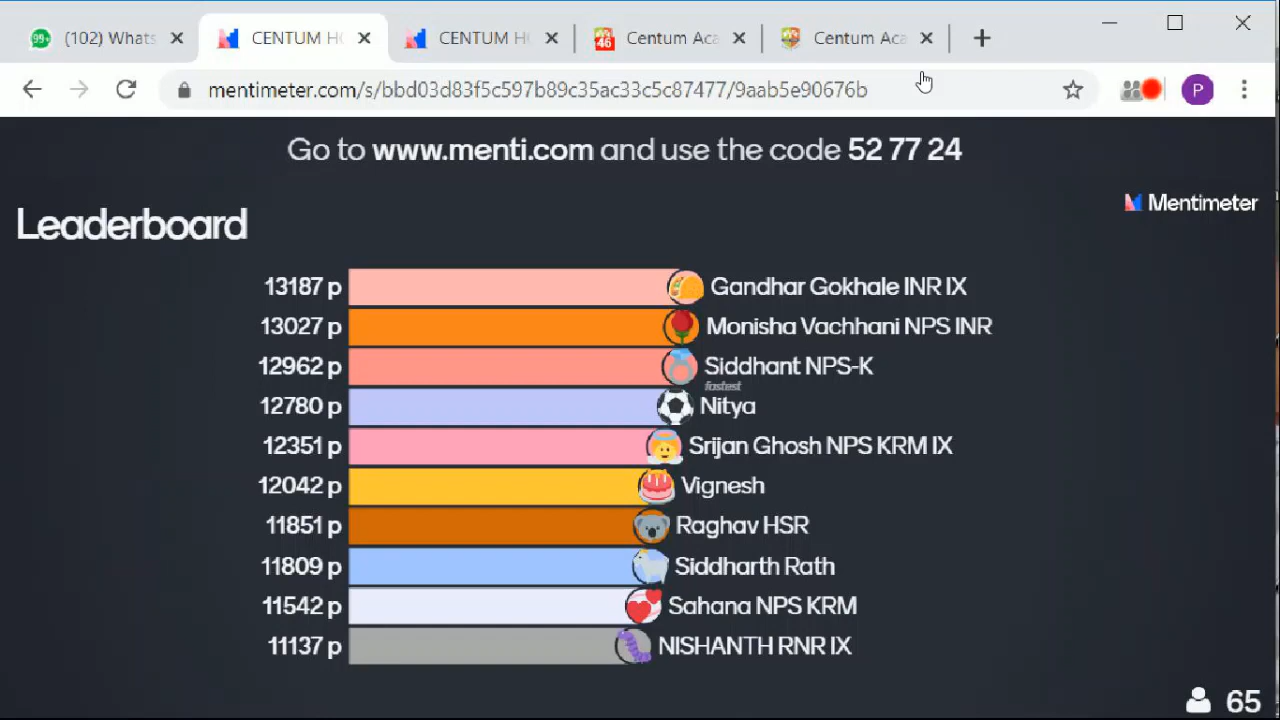 99+ (102) Whats CENTUM HO CENTUM H 46 Centum Aca Centum Aca
mentimeter.com/s/bbd03d83f5c597b89c35ac33c5c87477/9aab5e90676b P
Go to www.menti.com and use the code 52 77 24
Mentimeter
Leaderboard
13187 p Gandhar Gokhale INR IX
13027 p Monisha Vachhani NPS INR
12962 p Siddhant NPS-K
fastest
12780 p Nitya
12351 p Srijan Ghosh NPS KRM IX
12042 p Vignesh
11851 p Raghav HSR
11809 p Siddharth Rath
11542 p Sahana NPS KRM
11137 p NISHANTH RNR IX
65